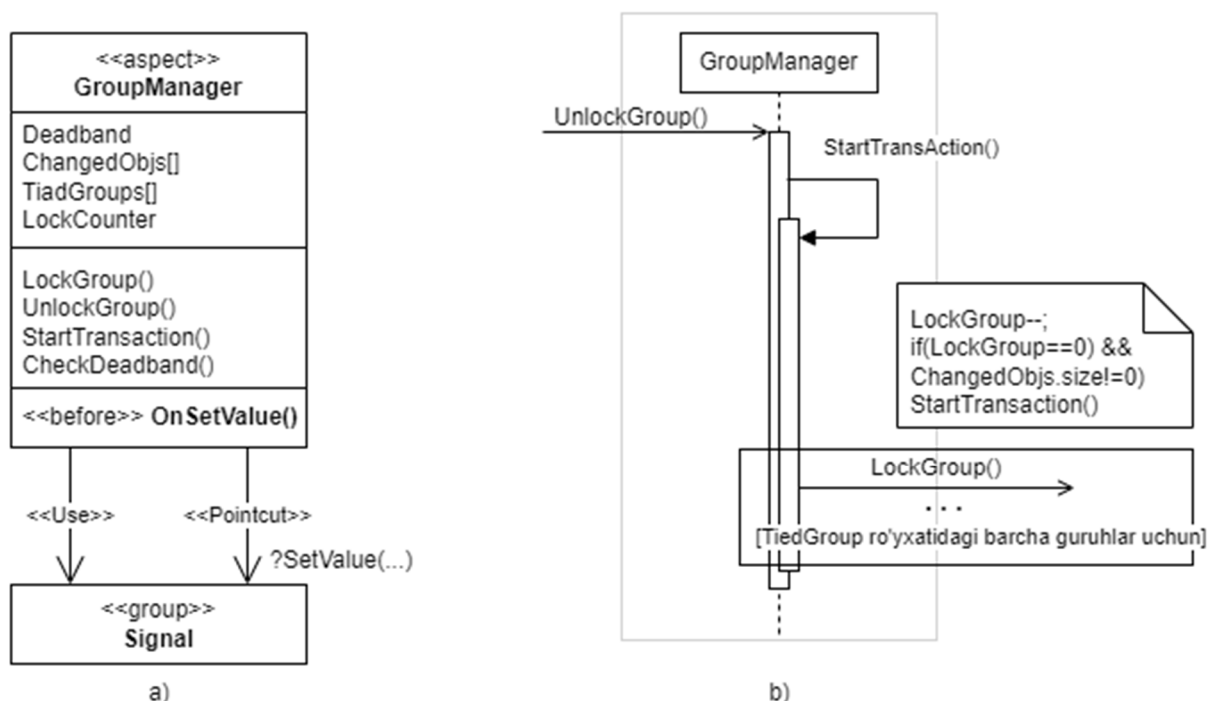 <<aspect>>
GroupManager
Deadband
ChangedObjs[]
TiadGroups[]
LockCounter
LockGroup()
UnlockGroup()
StartTransaction()
CheckDeadband()
<<before>> OnSetValue()
<<Use>>
<<Pointcut>>
?SetValue(...)
<<group>>
Signal
a)
GroupManager
UnlockGroup()
StartTransAction()
LockGroup--;
if(LockGroup==0) &&
ChangedObjs.size!=0)
StartTransaction()
LockGroup()
. . .
[TiedGroup ro'yxatidagi barcha guruhlar uchun]
b)